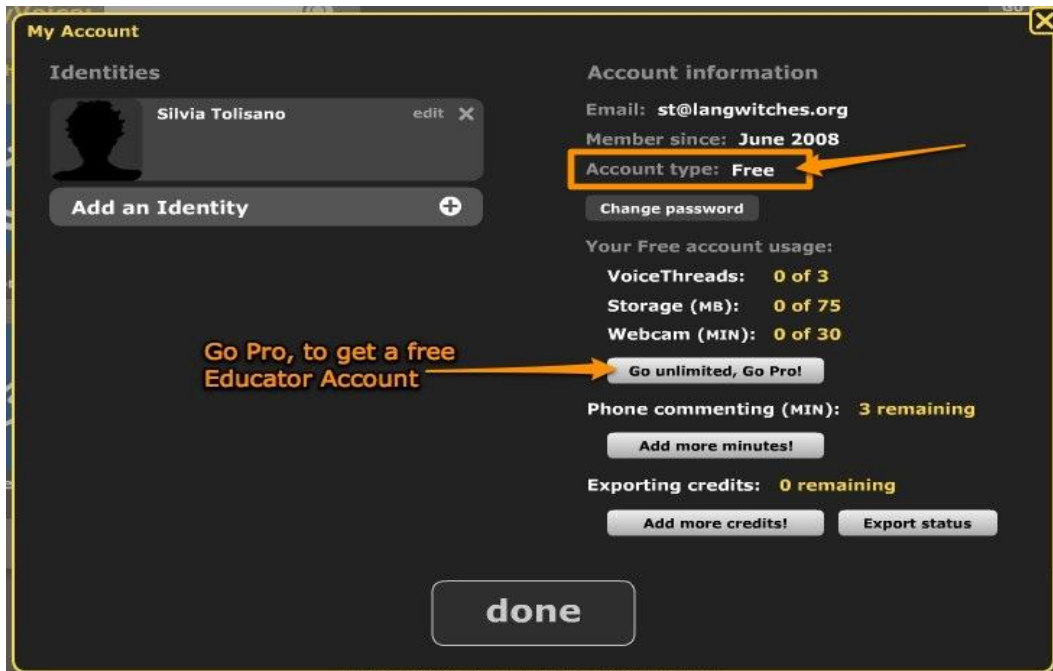 My Account
Identities
Silvia Tolisano
edit
Add an Identity
Account information
Email: st@langwitches.org
Member since: June 2008
Account type: Free
Change password
Your Free account usage:
VoiceThreads: 0 of 3
Storage (MB): 0 of 75
Webcam (MIN): 0 of 30
Go Pro, to get a free
Educator Account
Go unlimited, Go Pro!
Phone commenting (MIN): 3 remaining
Add more minutes!
Exporting credits: 0 remaining
Add more credits!
Export status
done